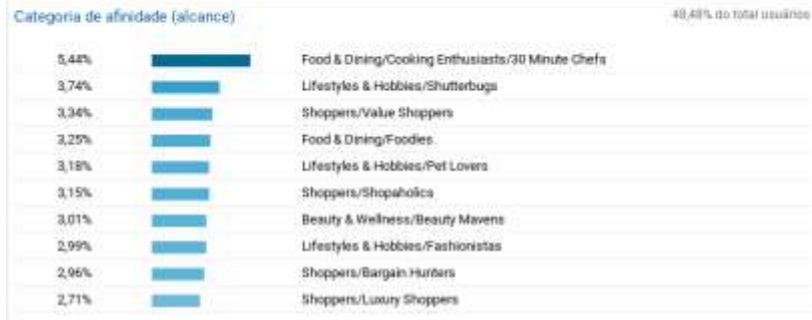 Categoria de afinidade (alcance) 48,48% do total usuários
5,44% Food & Dining/Cooking Enthusiasts/30 Minute Chefs
3,74% Lifestyles & Hobbies/Shutterbugs
3,34% Shoppers/Value Shoppers
3,25% Food & Dining/Foodies
3,18% Lifestyles & Hobbies/Pet Lovers
3,15% Shoppers/Shopaholics
3,01% Beauty & Wellness/Beauty Mavens
2,99% Lifestyles & Hobbies/Fashionistas
2,96% Shoppers/Bargain Hunters
2,71% Shoppers/Luxury Shoppers